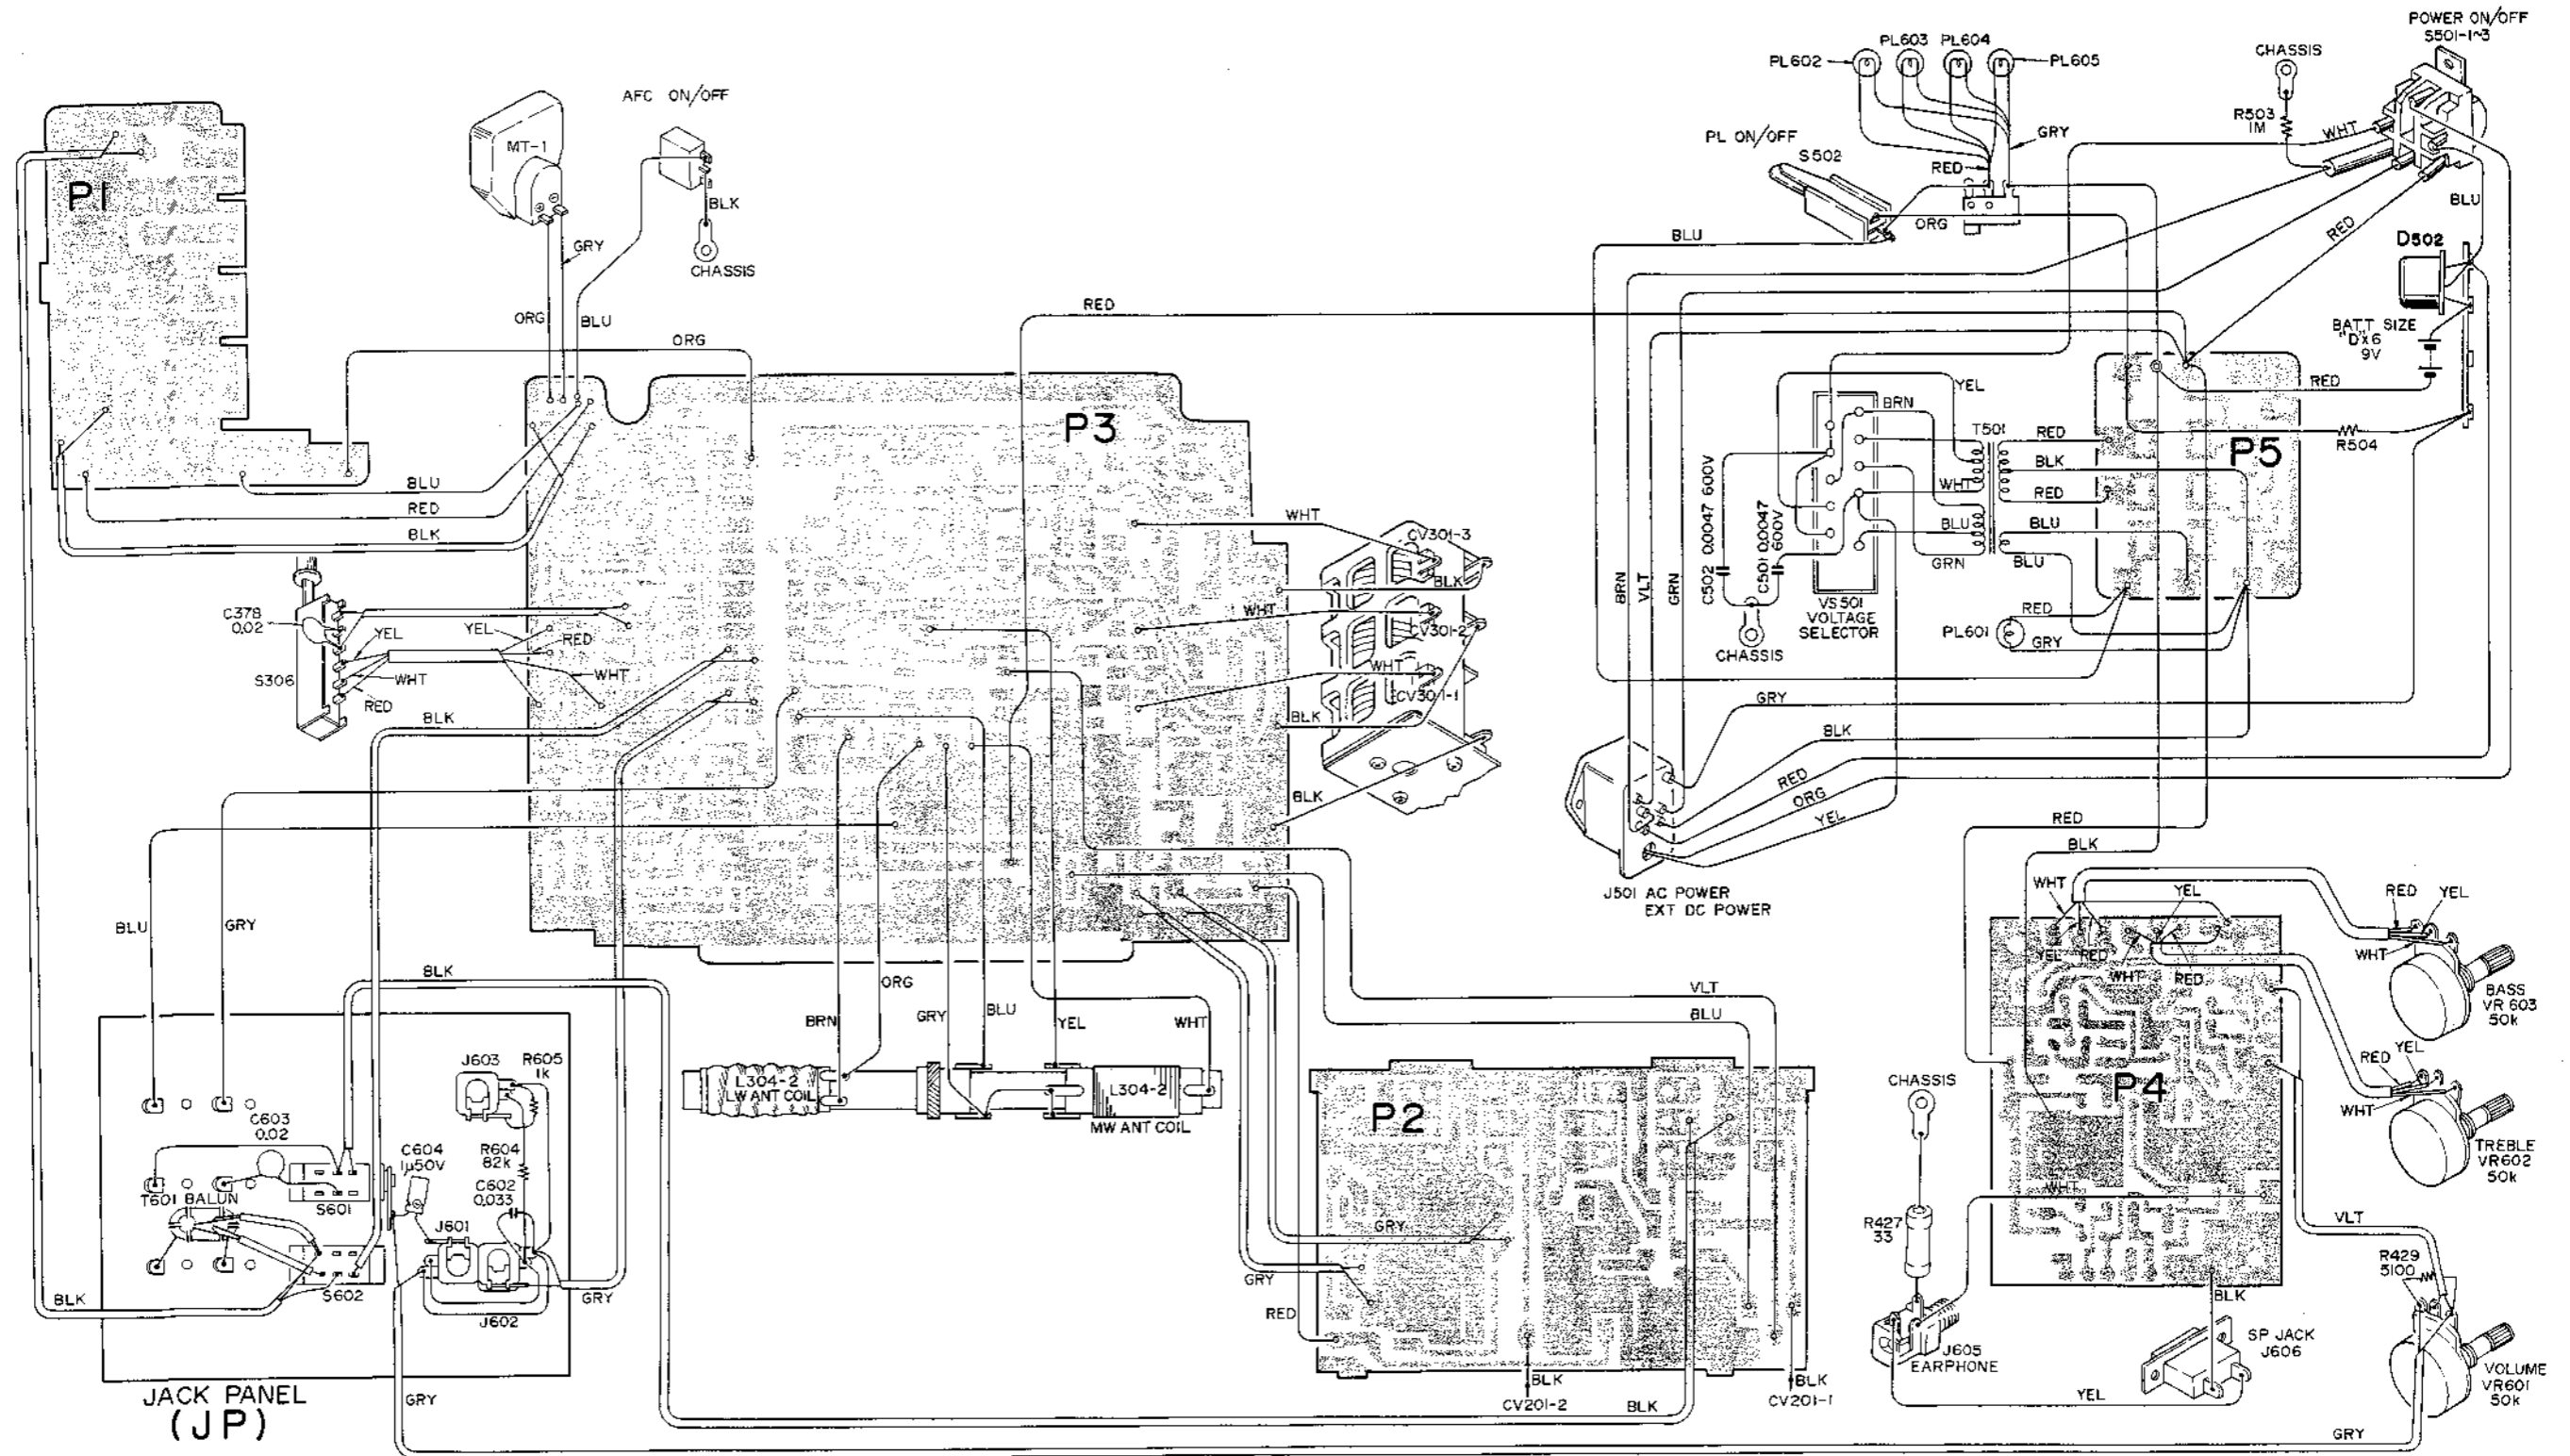 POWER ON/OFF
S501-1~3
CHASSIS
PL603 PL604
PL602
PL605
AFC ON/OFF
MT-1
R503
1M
WHT
PL ON/OFF
S502
GRY
RED
P1
BLK
BLU
GRY
CHASSIS
ORG
BLU
RED
D502
RED
ORG
BLU
ORG
BATT SIZE
"D"X6
9V
RED
P3
YEL
BRN
T501
RED
R504
P5
BLU
BLK
RED
WHT
RED
BLK
WHT
CV301-3
BLU
BLU
GRN
BLU
C502 0.0047 600V
C501 0.0047
600V
BRN
VLT
GRN
BLK
WHT
CV301-2
VS501
VOLTAGE
SELECTOR
RED
PL601
GRY
CHASSIS
C378
0.02
YEL
YEL
RED
S306
WHT
WHT
RED
WHT
CV301-1
BLK
BLK
GRY
BLK
RED
ORG
YEL
BLK
RED
BLK
J501 AC POWER
EXT DC POWER
WHT
YEL
RED
YEL
BLU
GRY
YEL
RED
WHT
RED
WHT
BASS
VR 603
50k
BLK
ORG
BRN
GRY
BLU
YEL
WHT
VLT
BLU
J603
R605
1k
L304-2
LW ANT COIL
L304-2
MW ANT COIL
P2
P4
CHASSIS
RED
YEL
WHT
TREBLE
VR602
50k
C603
0.02
C604
1μ50V
R604
82k
C602
0.033
T601 BALUN
S601
J601
WHT
R427
33
VLT
GRY
R429
5100
GRY
RED
BLK
S602
J602
GRY
BLK
J605
EARPHONE
SP JACK
J606
VOLUME
VR601
50k
JACK PANEL
(JP)
GRY
BLK
CV201-2
BLK
BLK
CV201-1
YEL
GRY